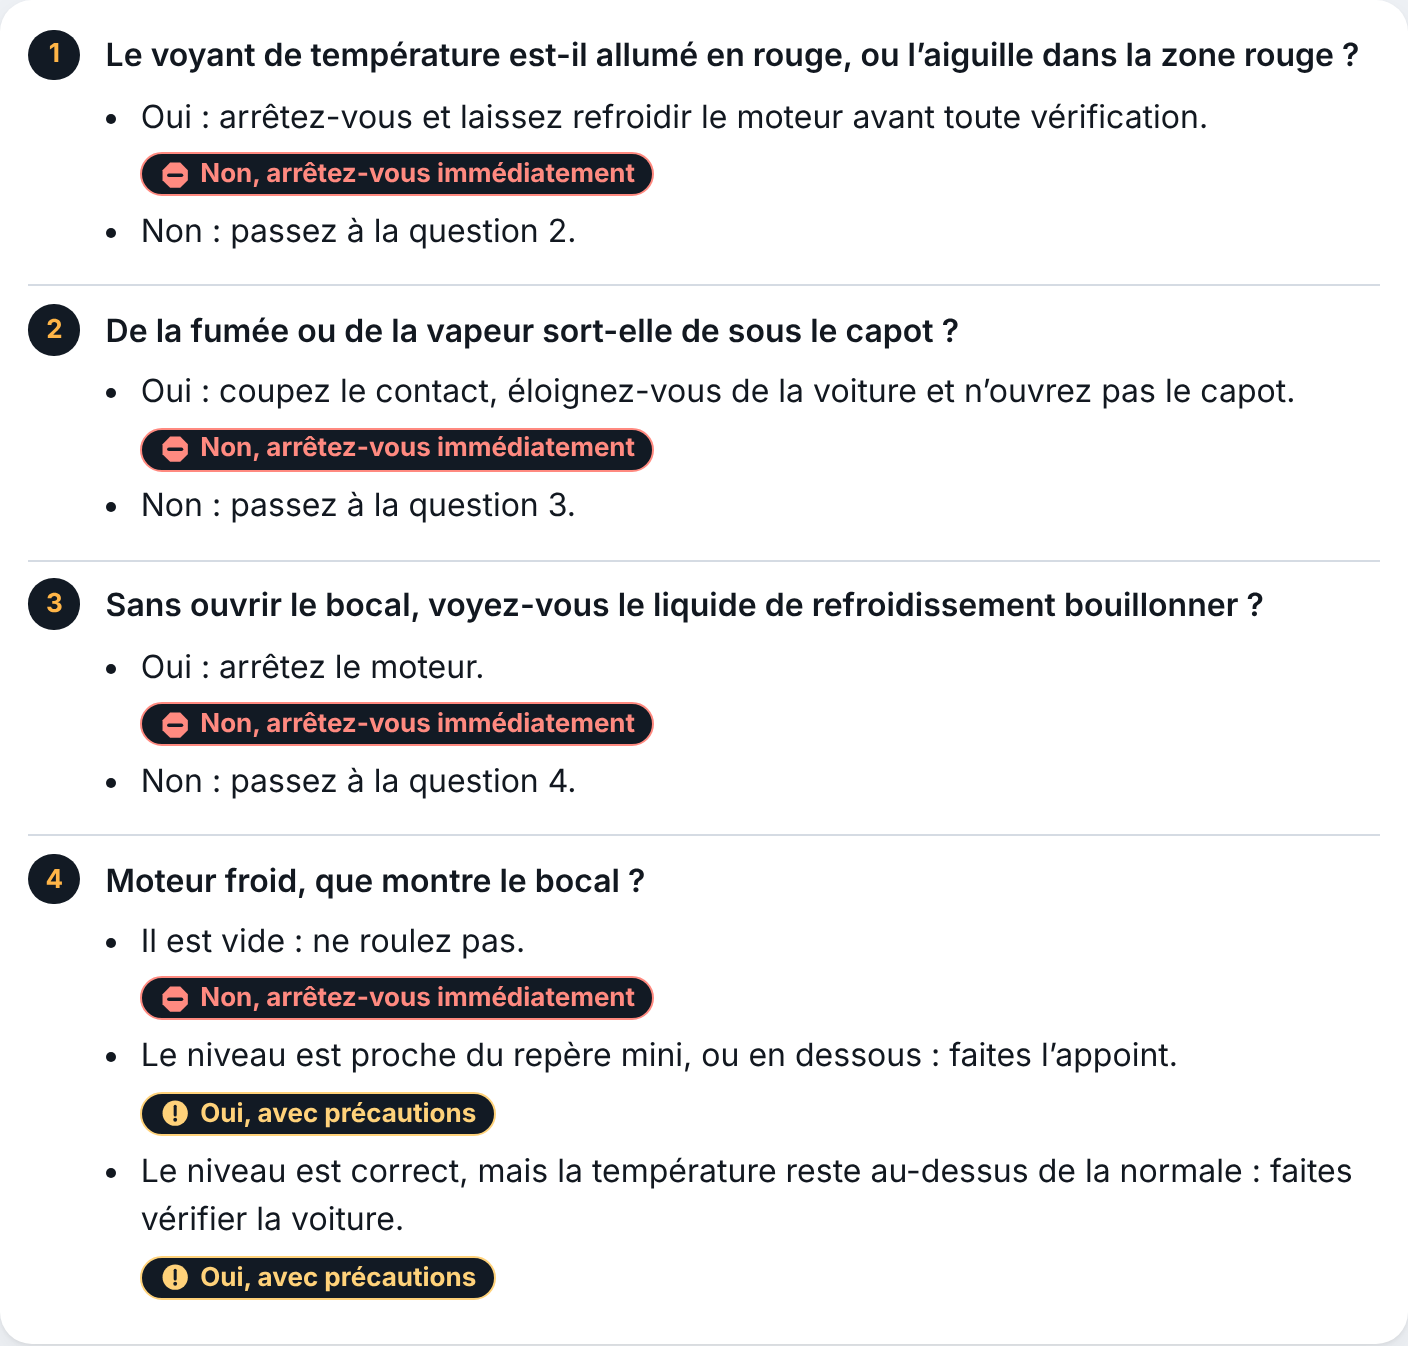 1 Le voyant de température est-il allumé en rouge, ou l’aiguille dans la zone rouge ?
• Oui : arrêtez-vous et laissez refroidir le moteur avant toute vérification.
Non, arrêtez-vous immédiatement
• Non : passez à la question 2.
2 De la fumée ou de la vapeur sort-elle de sous le capot ?
• Oui : coupez le contact, éloignez-vous de la voiture et n’ouvrez pas le capot.
Non, arrêtez-vous immédiatement
• Non : passez à la question 3.
3 Sans ouvrir le bocal, voyez-vous le liquide de refroidissement bouillonner ?
• Oui : arrêtez le moteur.
Non, arrêtez-vous immédiatement
• Non : passez à la question 4.
4 Moteur froid, que montre le bocal ?
• Il est vide : ne roulez pas.
Non, arrêtez-vous immédiatement
• Le niveau est proche du repère mini, ou en dessous : faites l’appoint.
Oui, avec précautions
• Le niveau est correct, mais la température reste au-dessus de la normale : faites
vérifier la voiture.
Oui, avec précautions